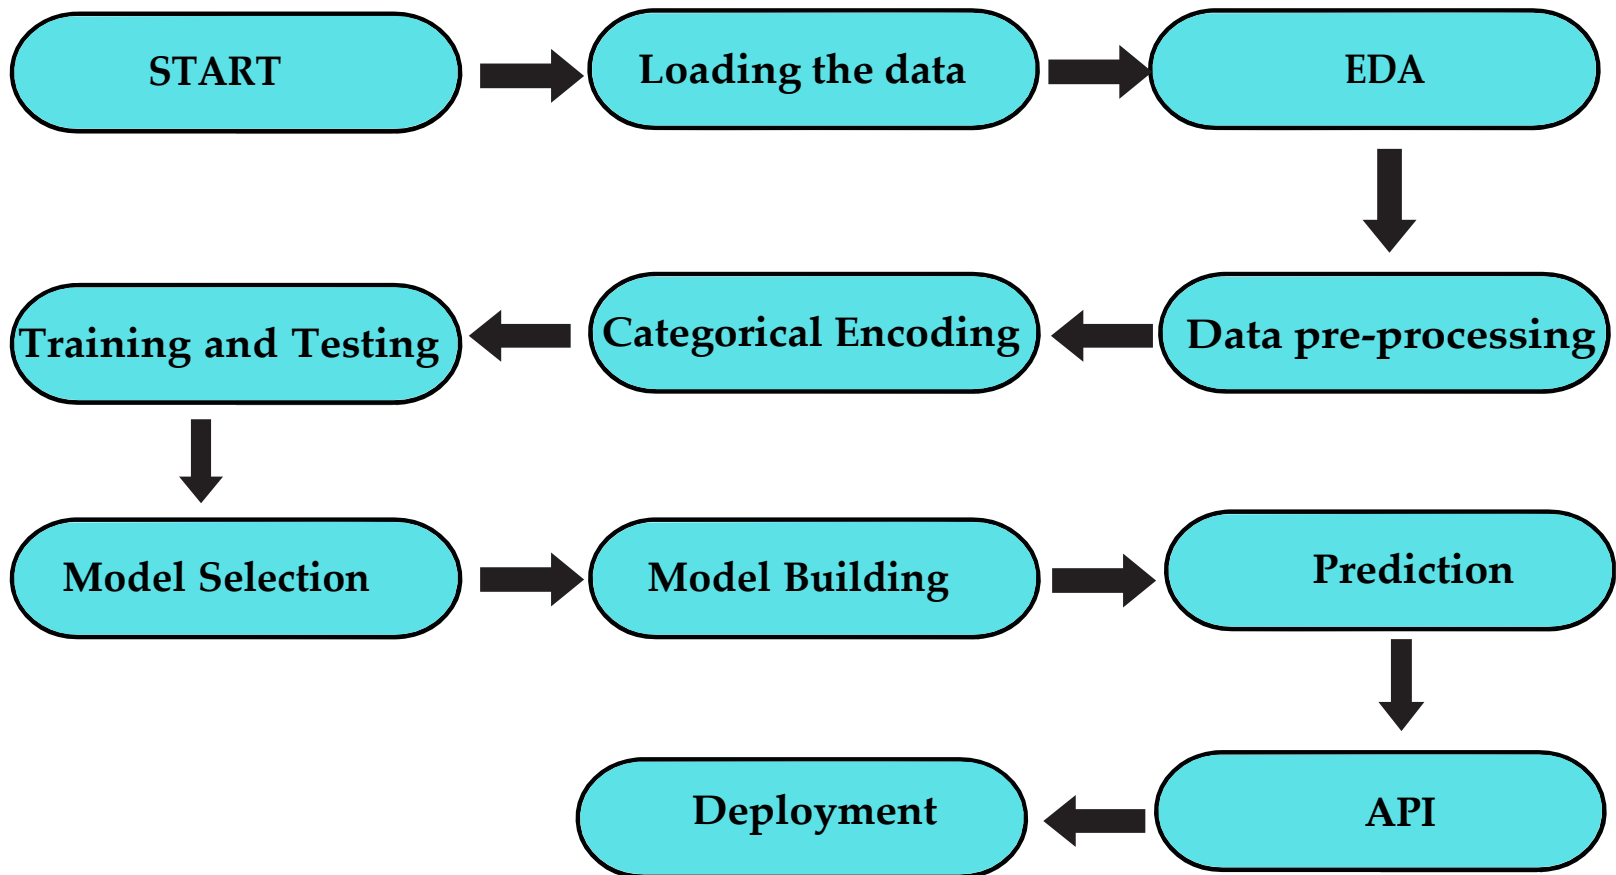 START
Loading the data
EDA
Data pre-processing
Categorical Encoding
Training and Testing
Model Selection
Model Building
Prediction
API
Deployment